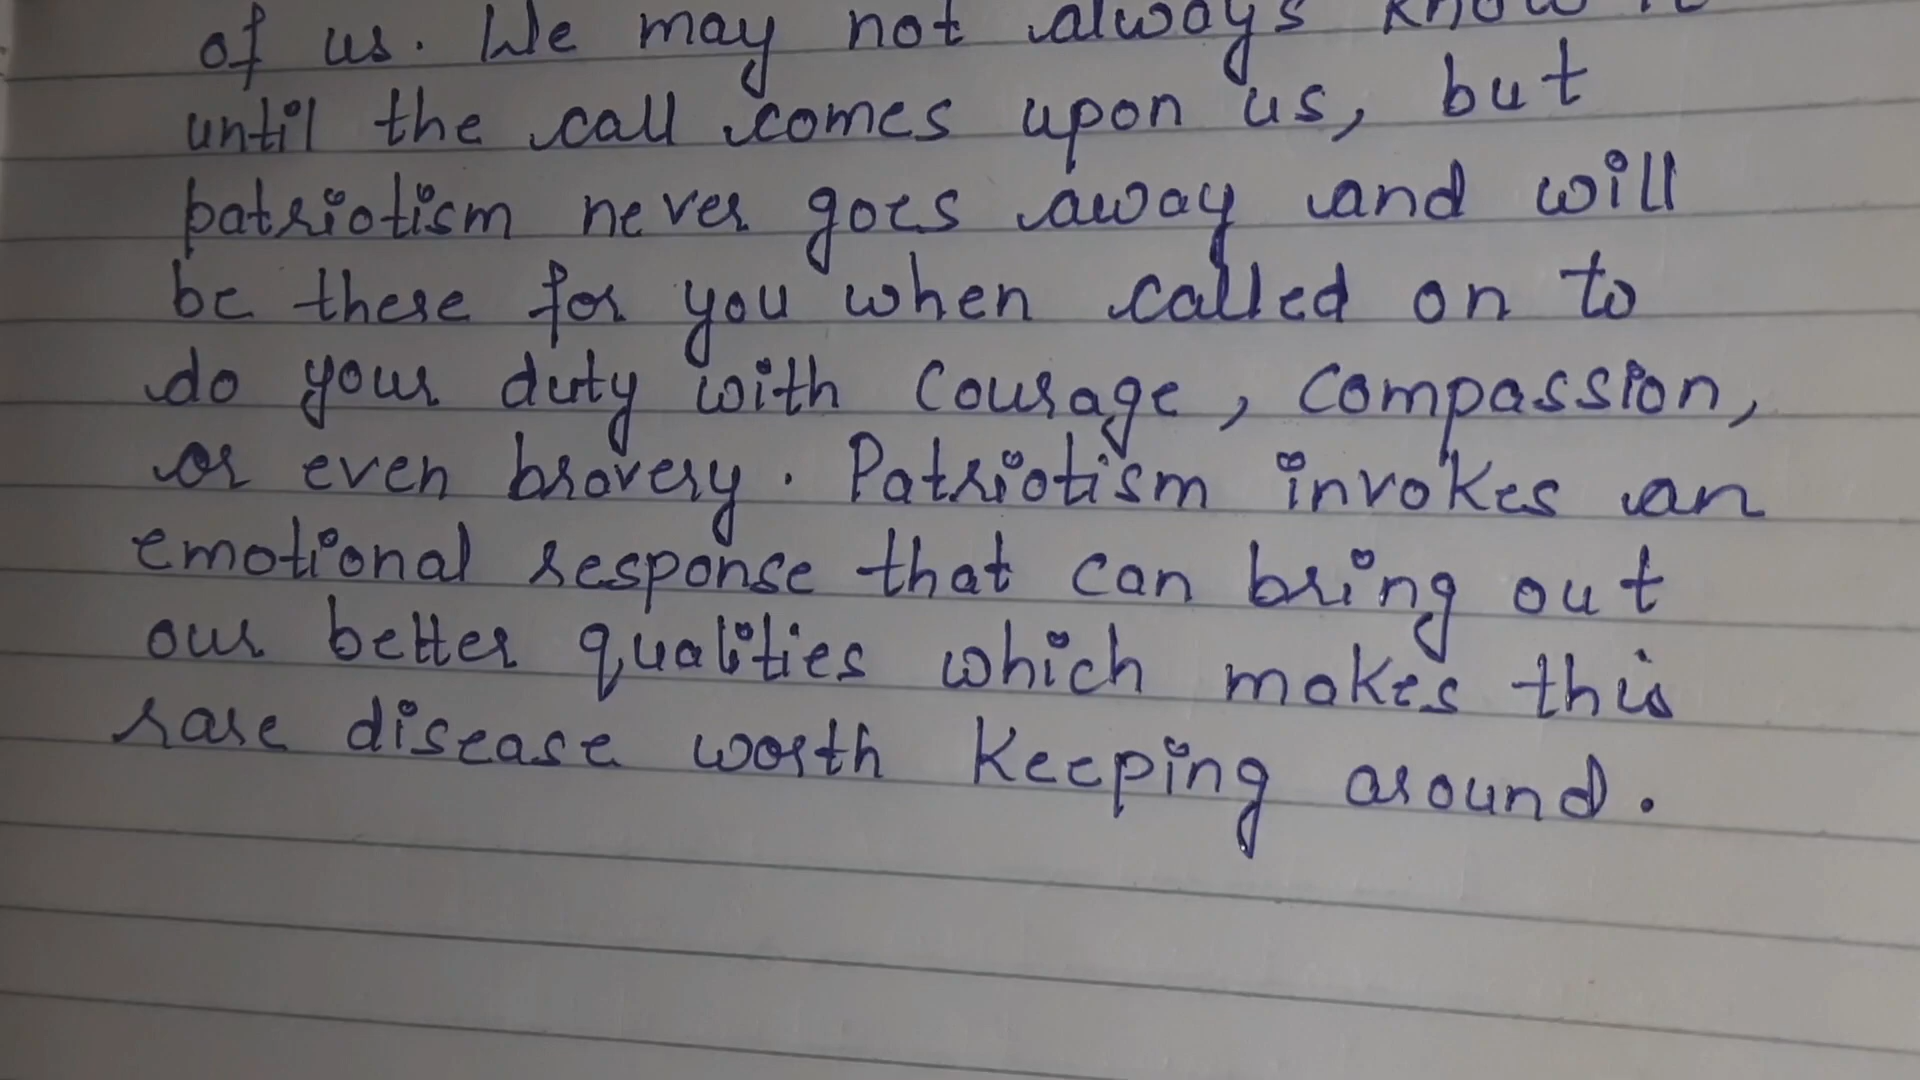 of us. We may not always know it
until the call comes upon us, but
patriotism never goes away and will
be there for you when called on to
do your duty with courage, compassion,
or even bravery. Patriotism invokes an
emotional response that can bring out
our better qualities which makes this
rare disease worth keeping around.